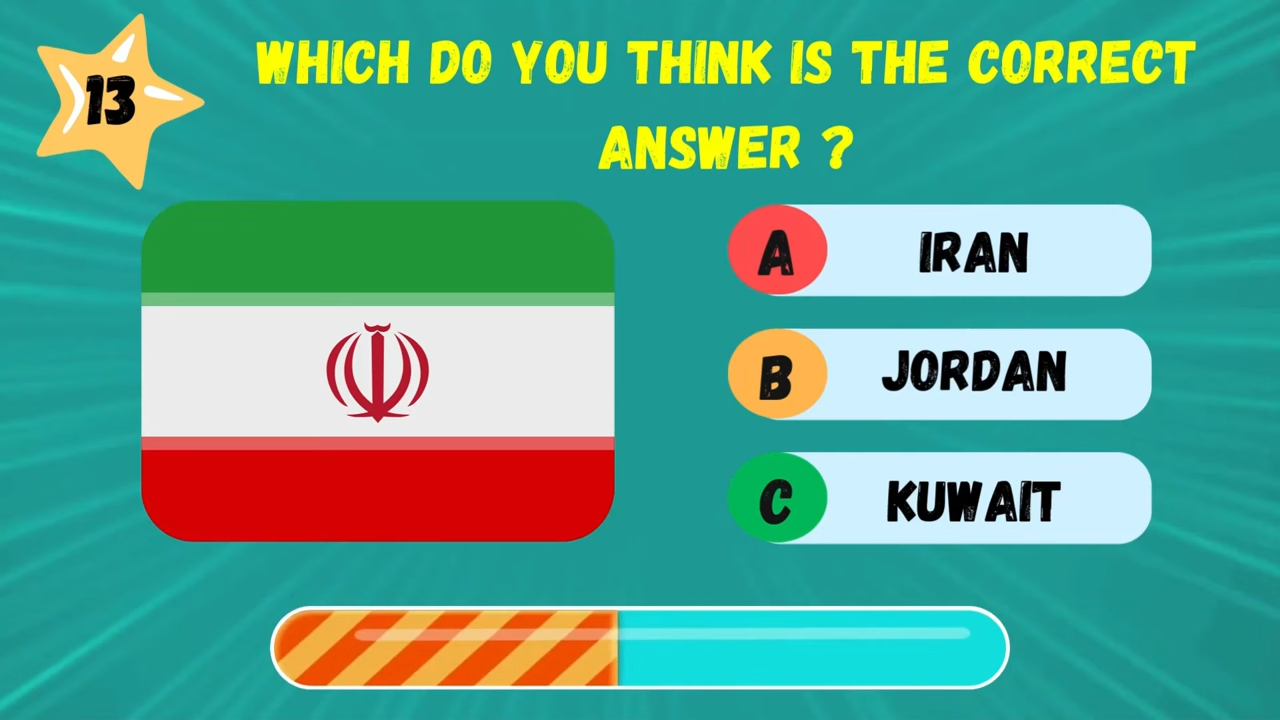 13
WHICH DO YOU THINK IS THE CORRECT
ANSWER ?
A IRAN
B JORDAN
C KUWAIT